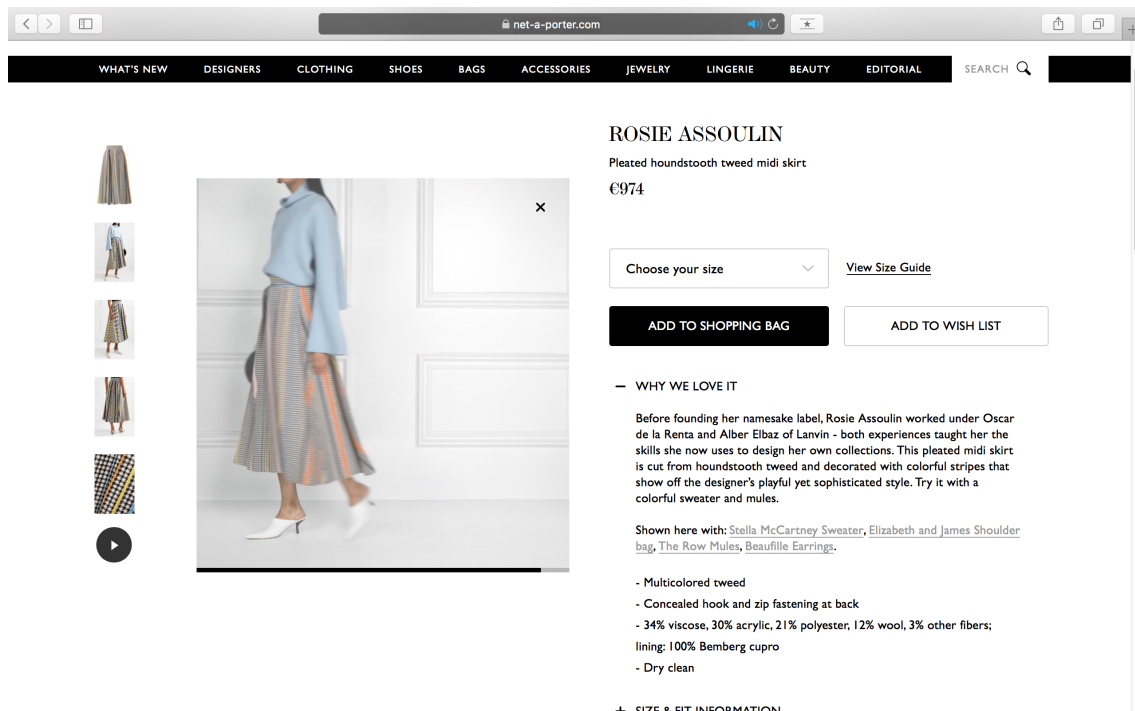 net-a-porter.com
WHAT'S NEW DESIGNERS CLOTHING SHOES BAGS ACCESSORIES JEWELRY LINGERIE BEAUTY EDITORIAL SEARCH
ROSIE ASSOULIN
Pleated houndstooth tweed midi skirt
€974
Choose your size
View Size Guide
ADD TO SHOPPING BAG
ADD TO WISH LIST
WHY WE LOVE IT
Before founding her namesake label, Rosie Assoulin worked under Oscar
de la Renta and Alber Elbaz of Lanvin - both experiences taught her the
skills she now uses to design her own collections. This pleated midi skirt
is cut from houndstooth tweed and decorated with colorful stripes that
show off the designer's playful yet sophisticated style. Try it with a
colorful sweater and mules.
Shown here with: Stella McCartney Sweater, Elizabeth and James Shoulder
bag, The Row Mules, Beaufille Earrings.
- Multicolored tweed
- Concealed hook and zip fastening at back
- 34% viscose, 30% acrylic, 21% polyester, 12% wool, 3% other fibers;
lining: 100% Bemberg cupro
- Dry clean
SIZE & FIT INFORMATION